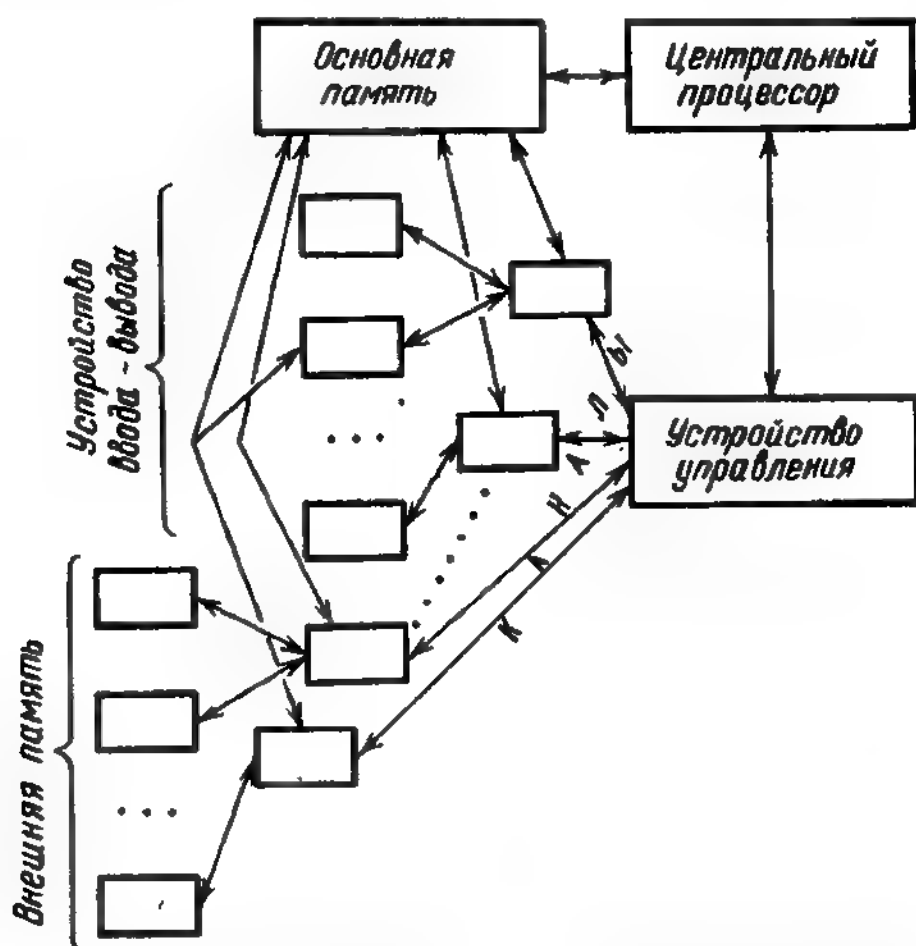 Основная
память
Центральный
процессор
Устройство
ввода - вывода
Устройство
управления
Внешняя память
К А Н А Л Ы